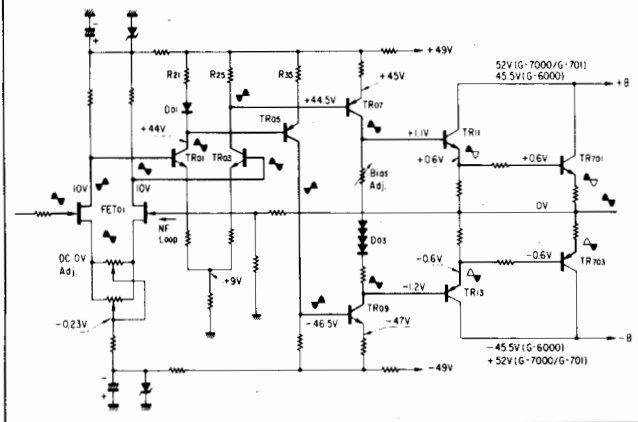 +49V
52V(G-7000/G-701)
45.5V(G-6000)
+B
R21
R25
R35
+45V
D01
TR07
+44.5V
TR05
+44V
+1.1V
TR11
TR01
TR03
+0.6V
+0.6V
TR701
10V
10V
Bias
Adj.
FET01
0V
NF
Loop
DC 0V
Adj.
D03
TR703
-0.6V
-0.6V
+9V
-1.2V
TR13
TR09
-0.23V
-46.5V
-47V
-B
-45.5V(G-6000)
+52V(G-7000/G-701)
-49V
-
+
-
+